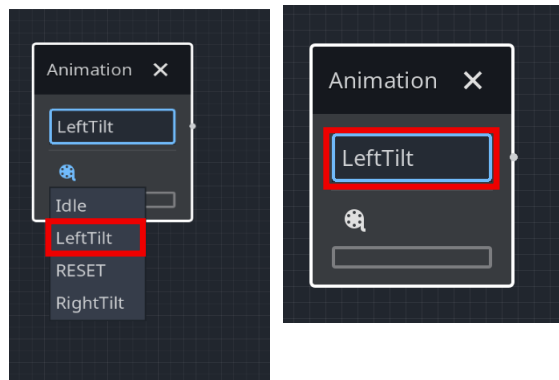 Animation
LeftTilt
Idle
LeftTilt
RESET
RightTilt
Animation
LeftTilt